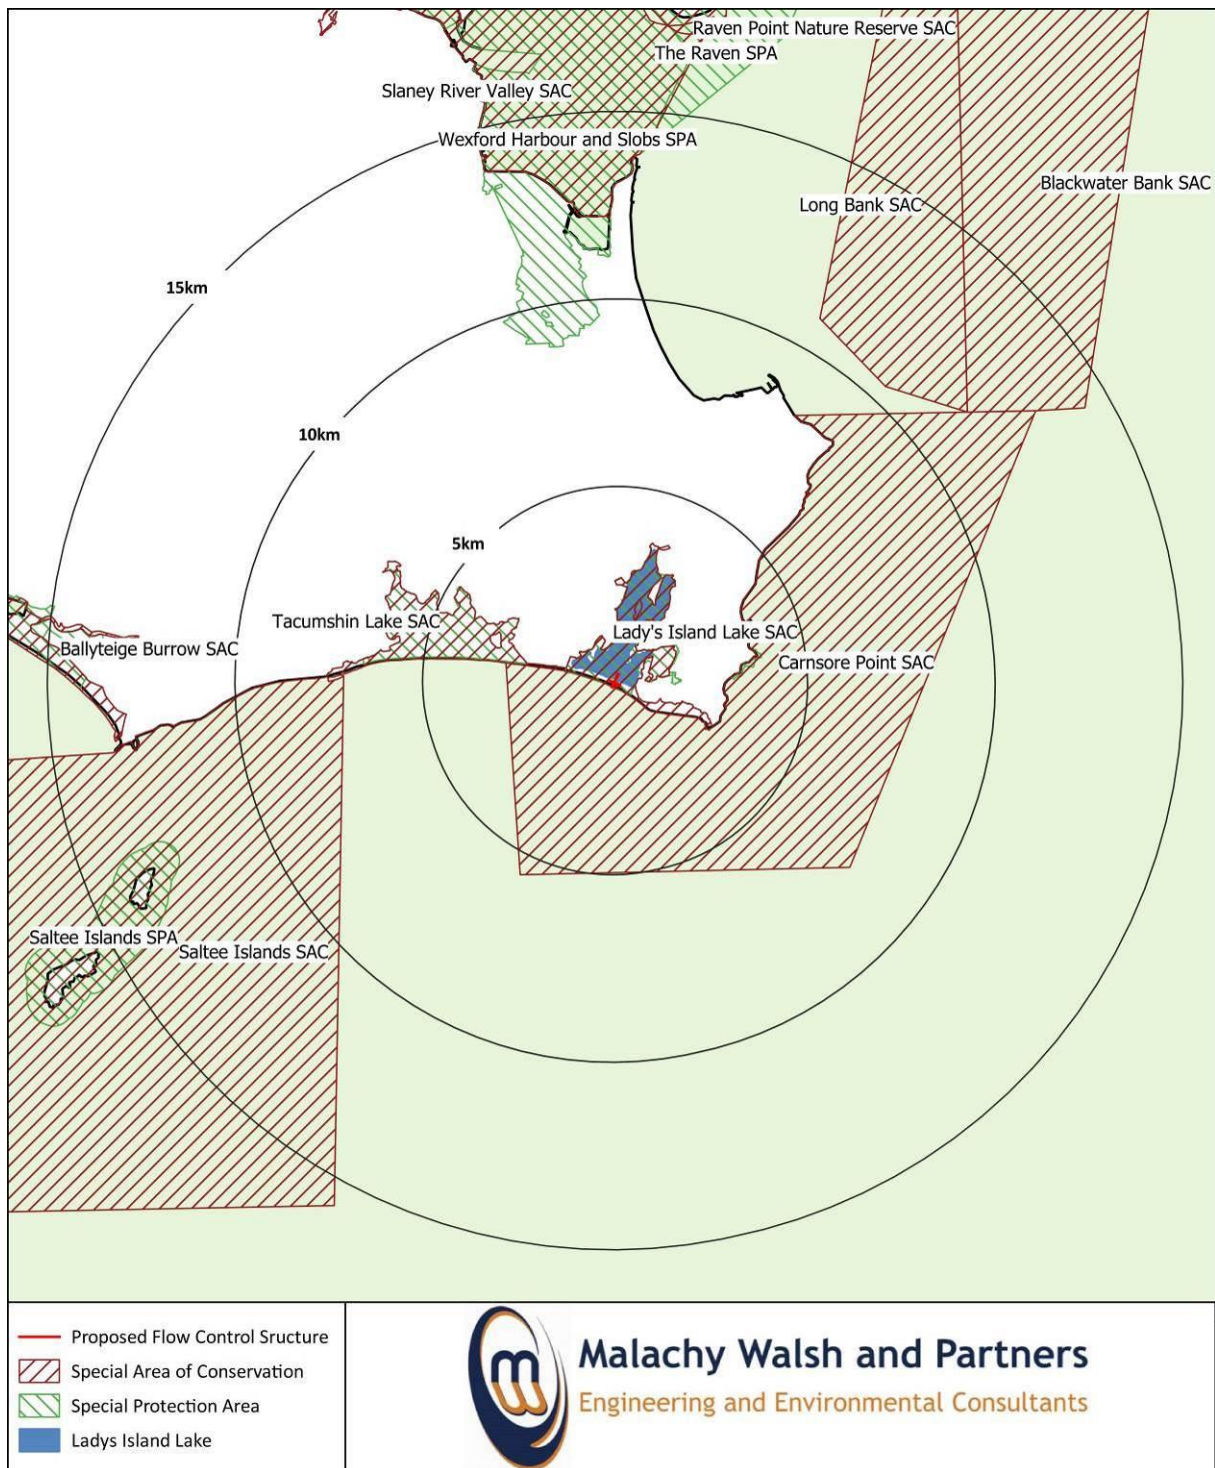 Raven Point Nature Reserve SAC
The Raven SPA
Slaney River Valley SAC
Wexford Harbour and Slobs SPA
Blackwater Bank SAC
Long Bank SAC
15km
10km
5km
Tacumshin Lake SAC
Lady's Island Lake SAC
Ballyteige Burrow SAC
Carnsore Point SAC
Saltee Islands SPA
Saltee Islands SAC
Proposed Flow Control Sructure
Special Area of Conservation
Special Protection Area
Ladys Island Lake
Malachy Walsh and Partners
Engineering and Environmental Consultants